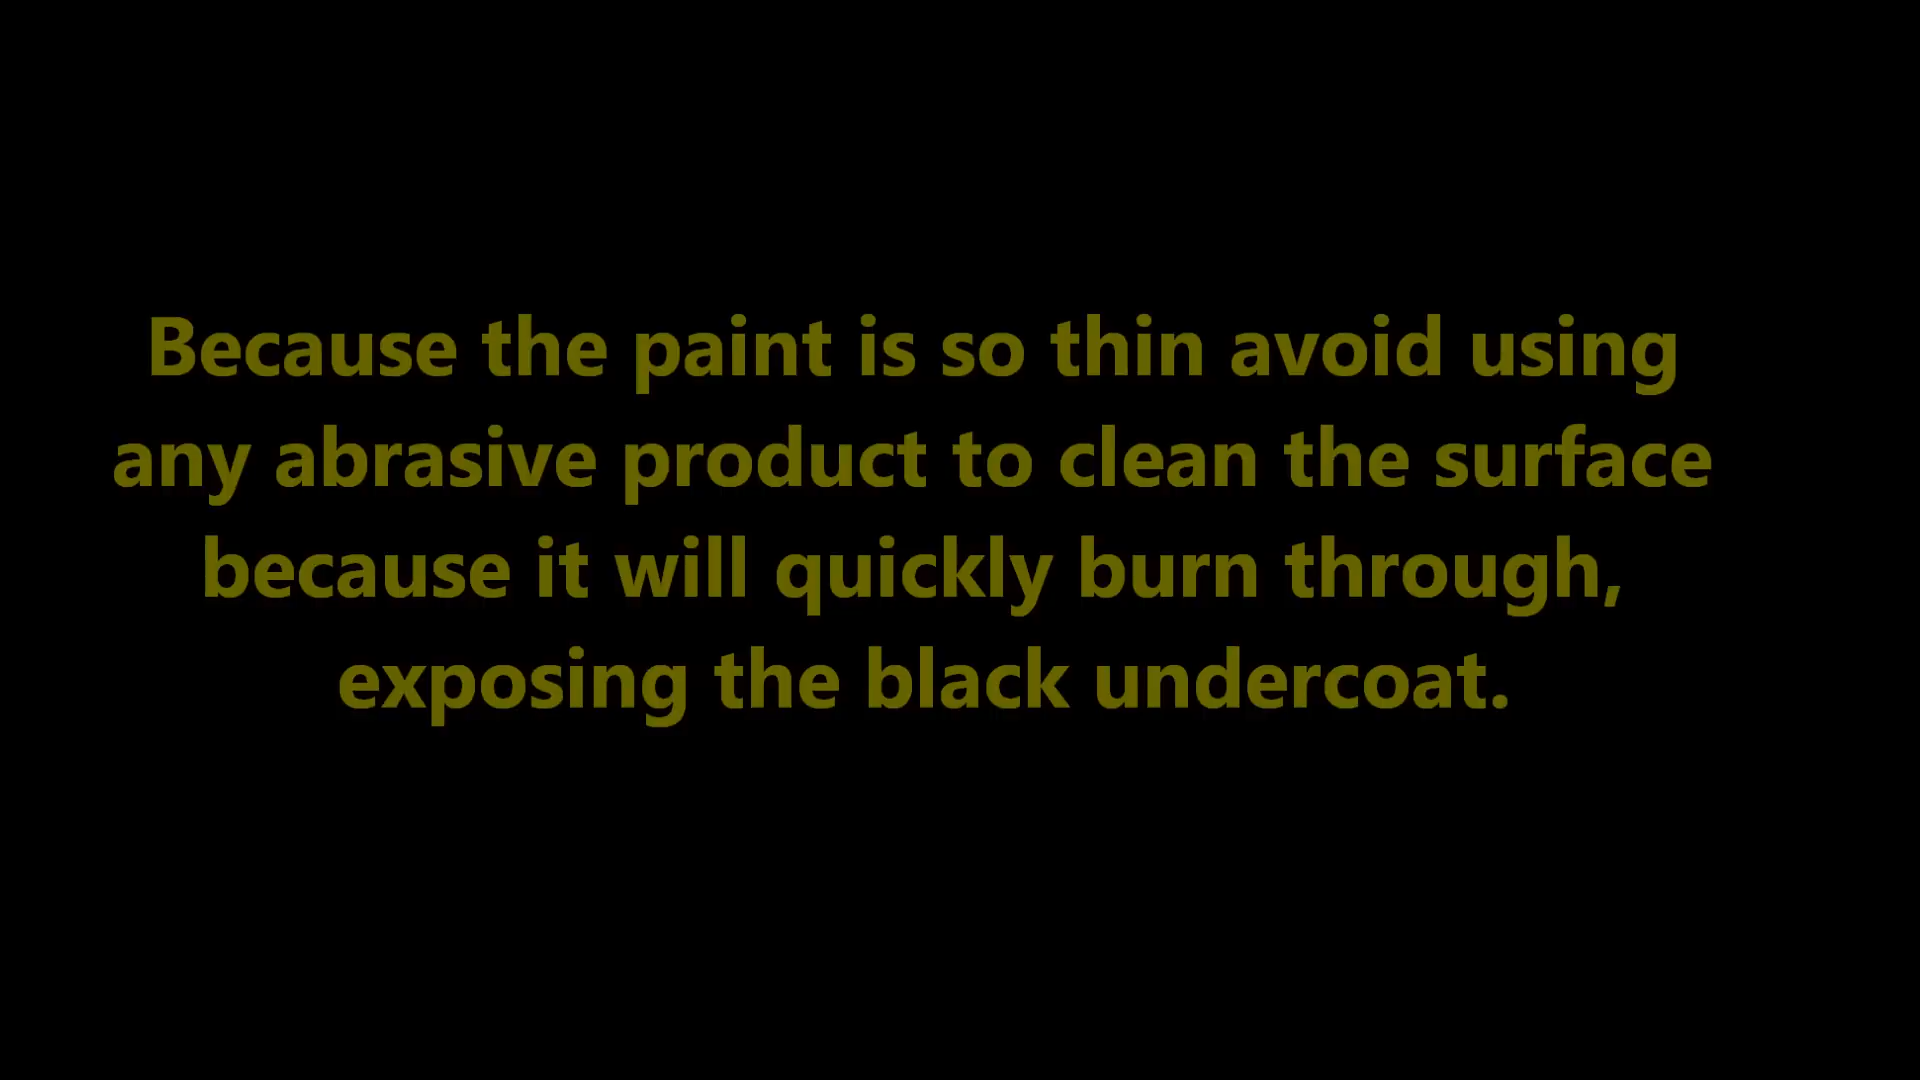 Because the paint is so thin avoid using
any abrasive product to clean the surface
because it will quickly burn through,
exposing the black undercoat.